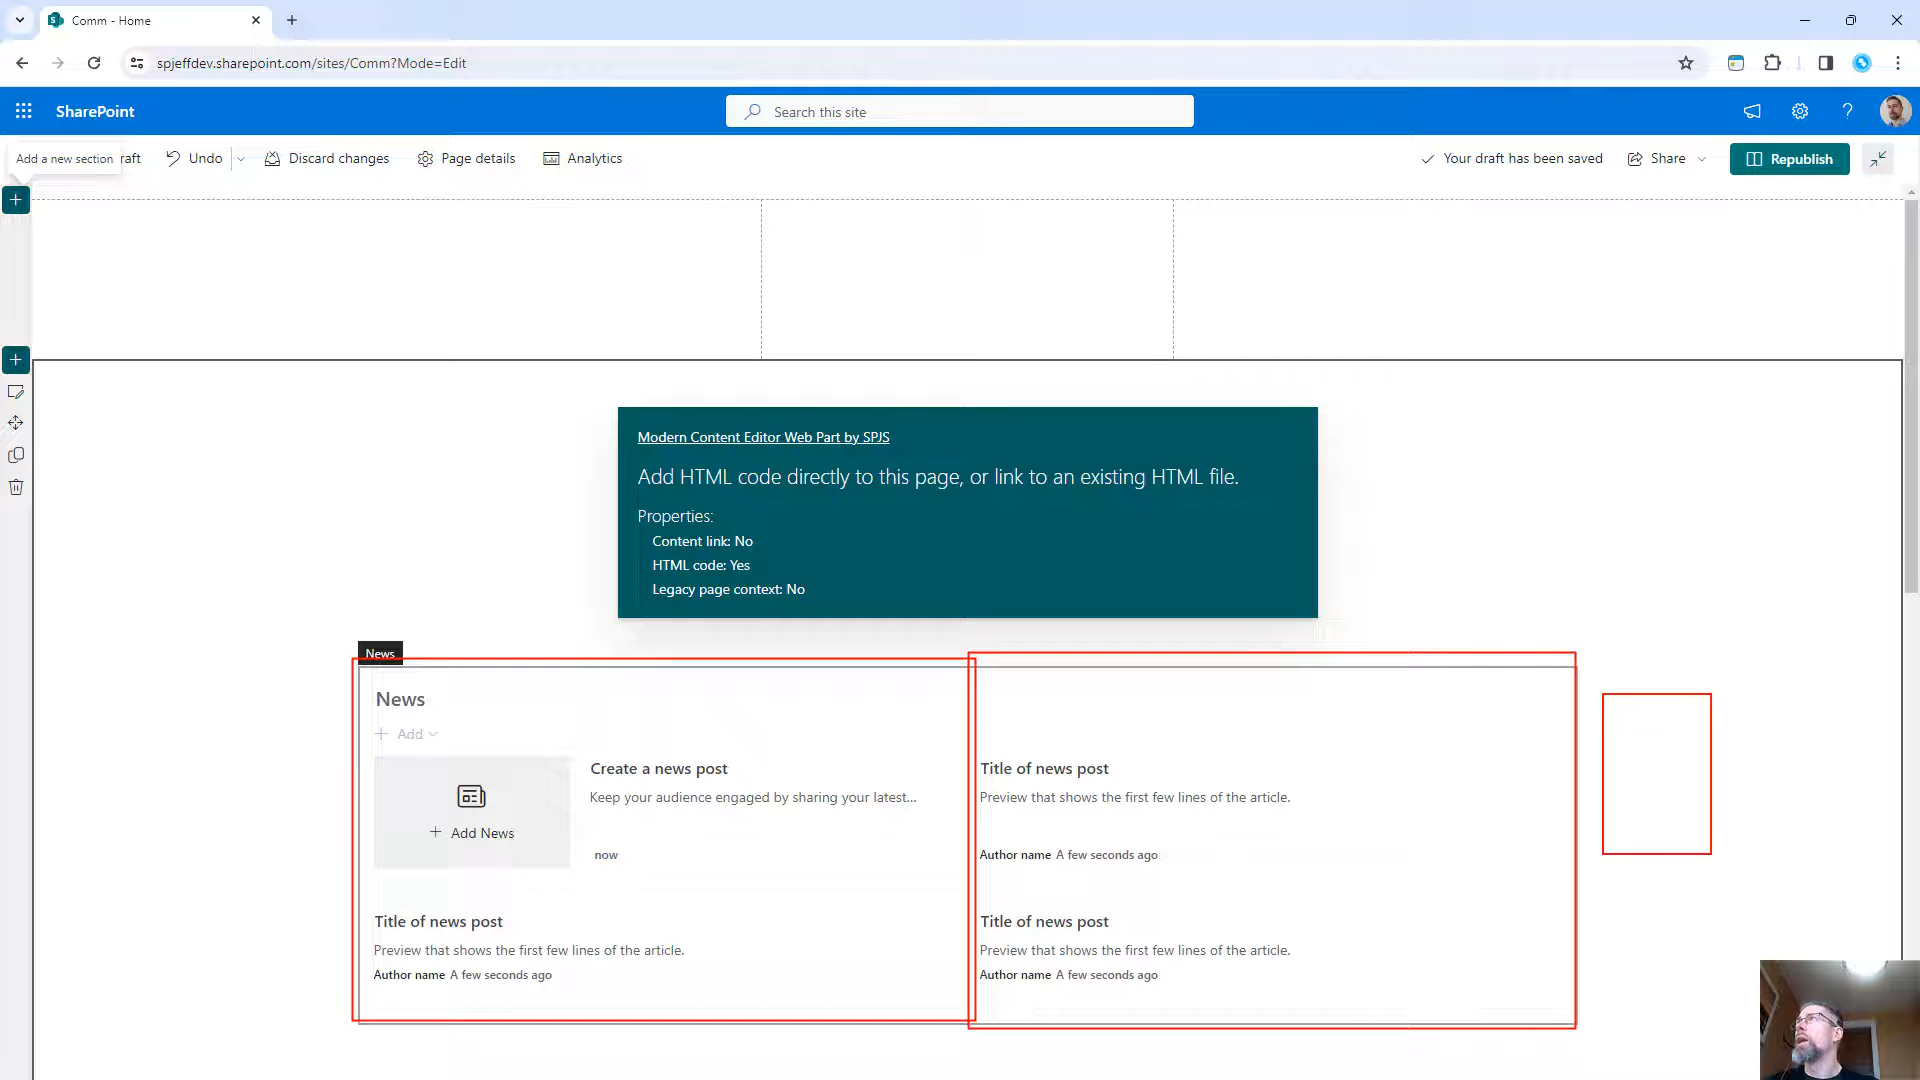 Comm - Home
spjeffdev.sharepoint.com/sites/Comm?Mode=Edit
SharePoint
Search this site
Add a new section
raft
Undo
Discard changes
Page details
Analytics
Your draft has been saved
Share
Republish
Modern Content Editor Web Part by SPJS
Add HTML code directly to this page, or link to an existing HTML file.
Properties:
Content link: No
HTML code: Yes
Legacy page context: No
News
News
+ Add
Create a news post
Keep your audience engaged by sharing your latest...
+ Add News
now
Title of news post
Preview that shows the first few lines of the article.
Author name A few seconds ago
Title of news post
Preview that shows the first few lines of the article.
Author name A few seconds ago
Title of news post
Preview that shows the first few lines of the article.
Author name A few seconds ago